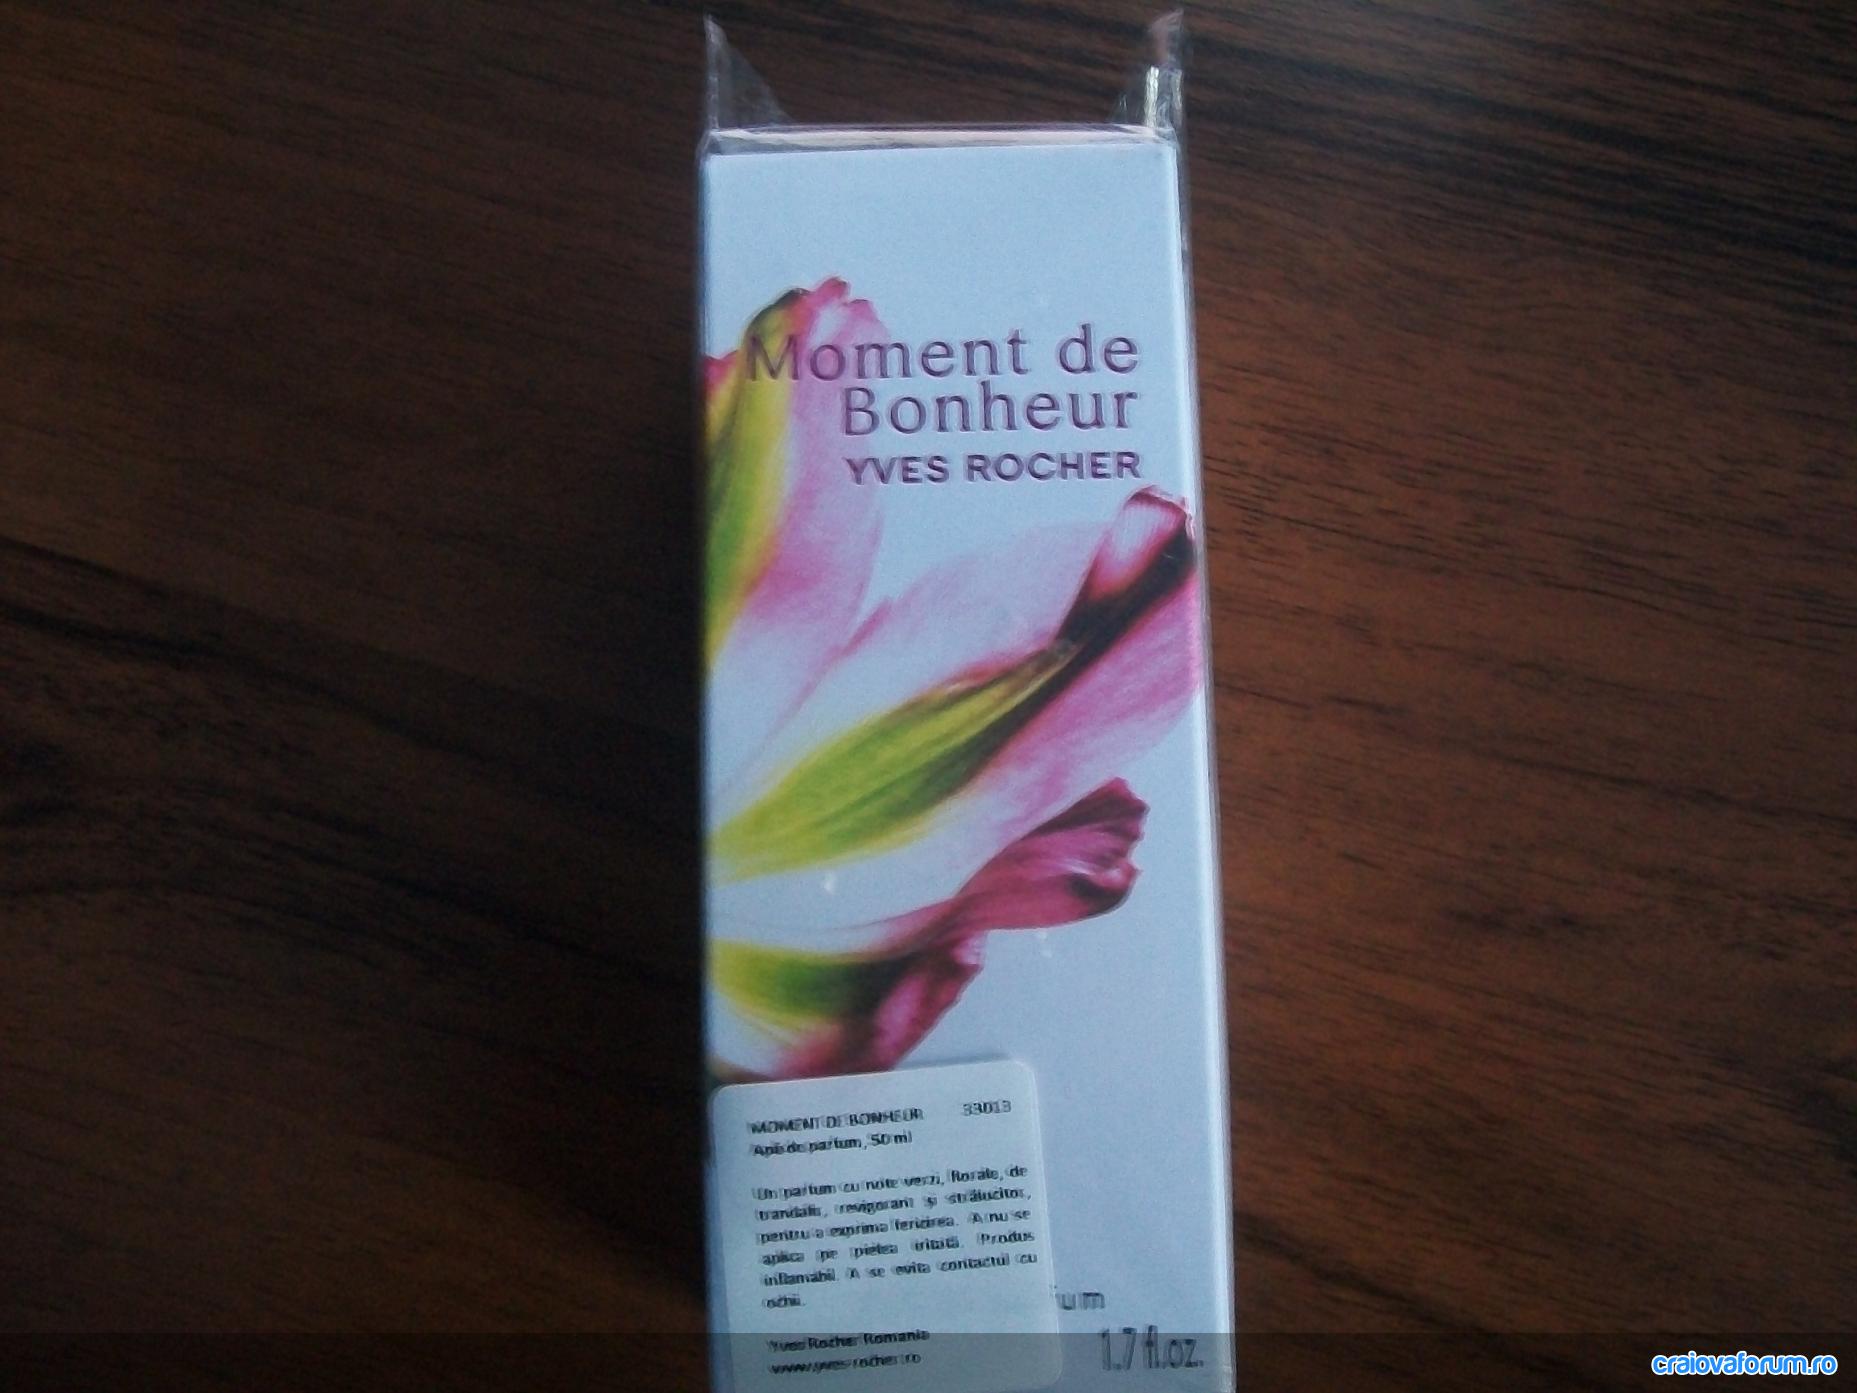 Moment de
Bonheur
YVES ROCHER
MOMENT DE BONHEUR 33013
Apă de parfum, 50 ml
Un parfum cu note verzi, florale, de
trandafir, revigorant și strălucitor,
pentru a exprima fericirea. A nu se
aplica pe pielea iritată. Produs
inflamabil. A se evita contactul cu
ochii.
Yves Rocher Romania
www.yves-rocher.ro
um
1.7 fl.oz.
craiovaforum.ro